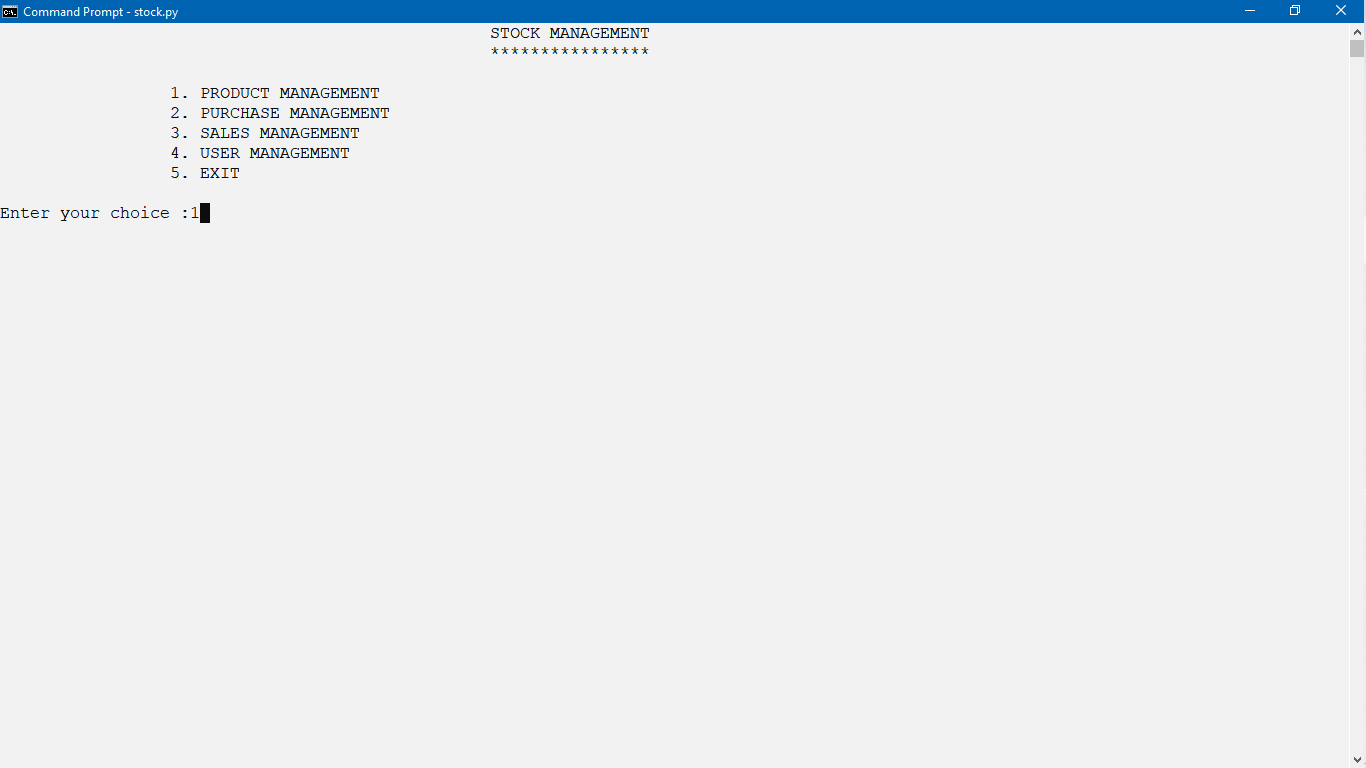 Command Prompt - stock.py
STOCK MANAGEMENT
****************
1. PRODUCT MANAGEMENT
2. PURCHASE MANAGEMENT
3. SALES MANAGEMENT
4. USER MANAGEMENT
5. EXIT
Enter your choice :1